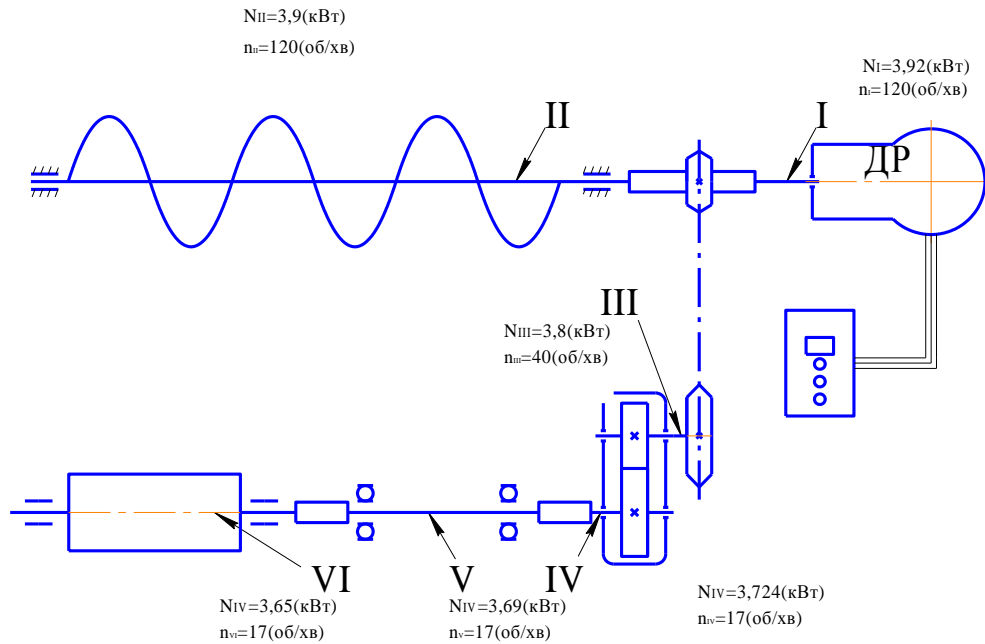 NII=3,9(кВт)
nII=120(об/хв)
NI=3,92(кВт)
nI=120(об/хв)
II
I
ДР
III
NIII=3,8(кВт)
nIII=40(об/хв)
VI
V
IV
NIV=3,65(кВт)
nVI=17(об/хв)
NIV=3,69(кВт)
nV=17(об/хв)
NIV=3,724(кВт)
nIV=17(об/хв)